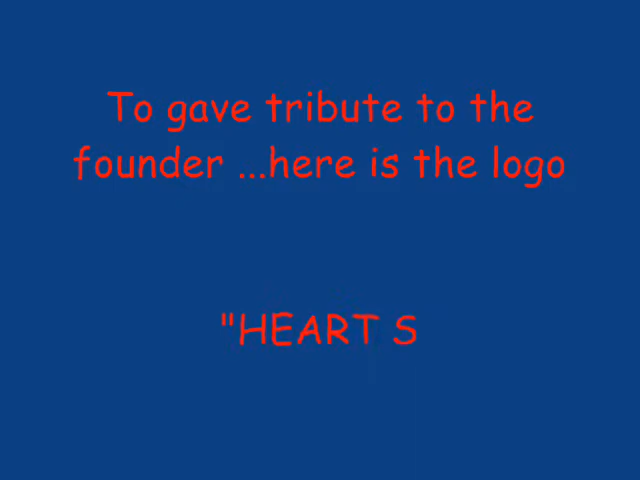 To gave tribute to the
founder ...here is the logo
"HEART S